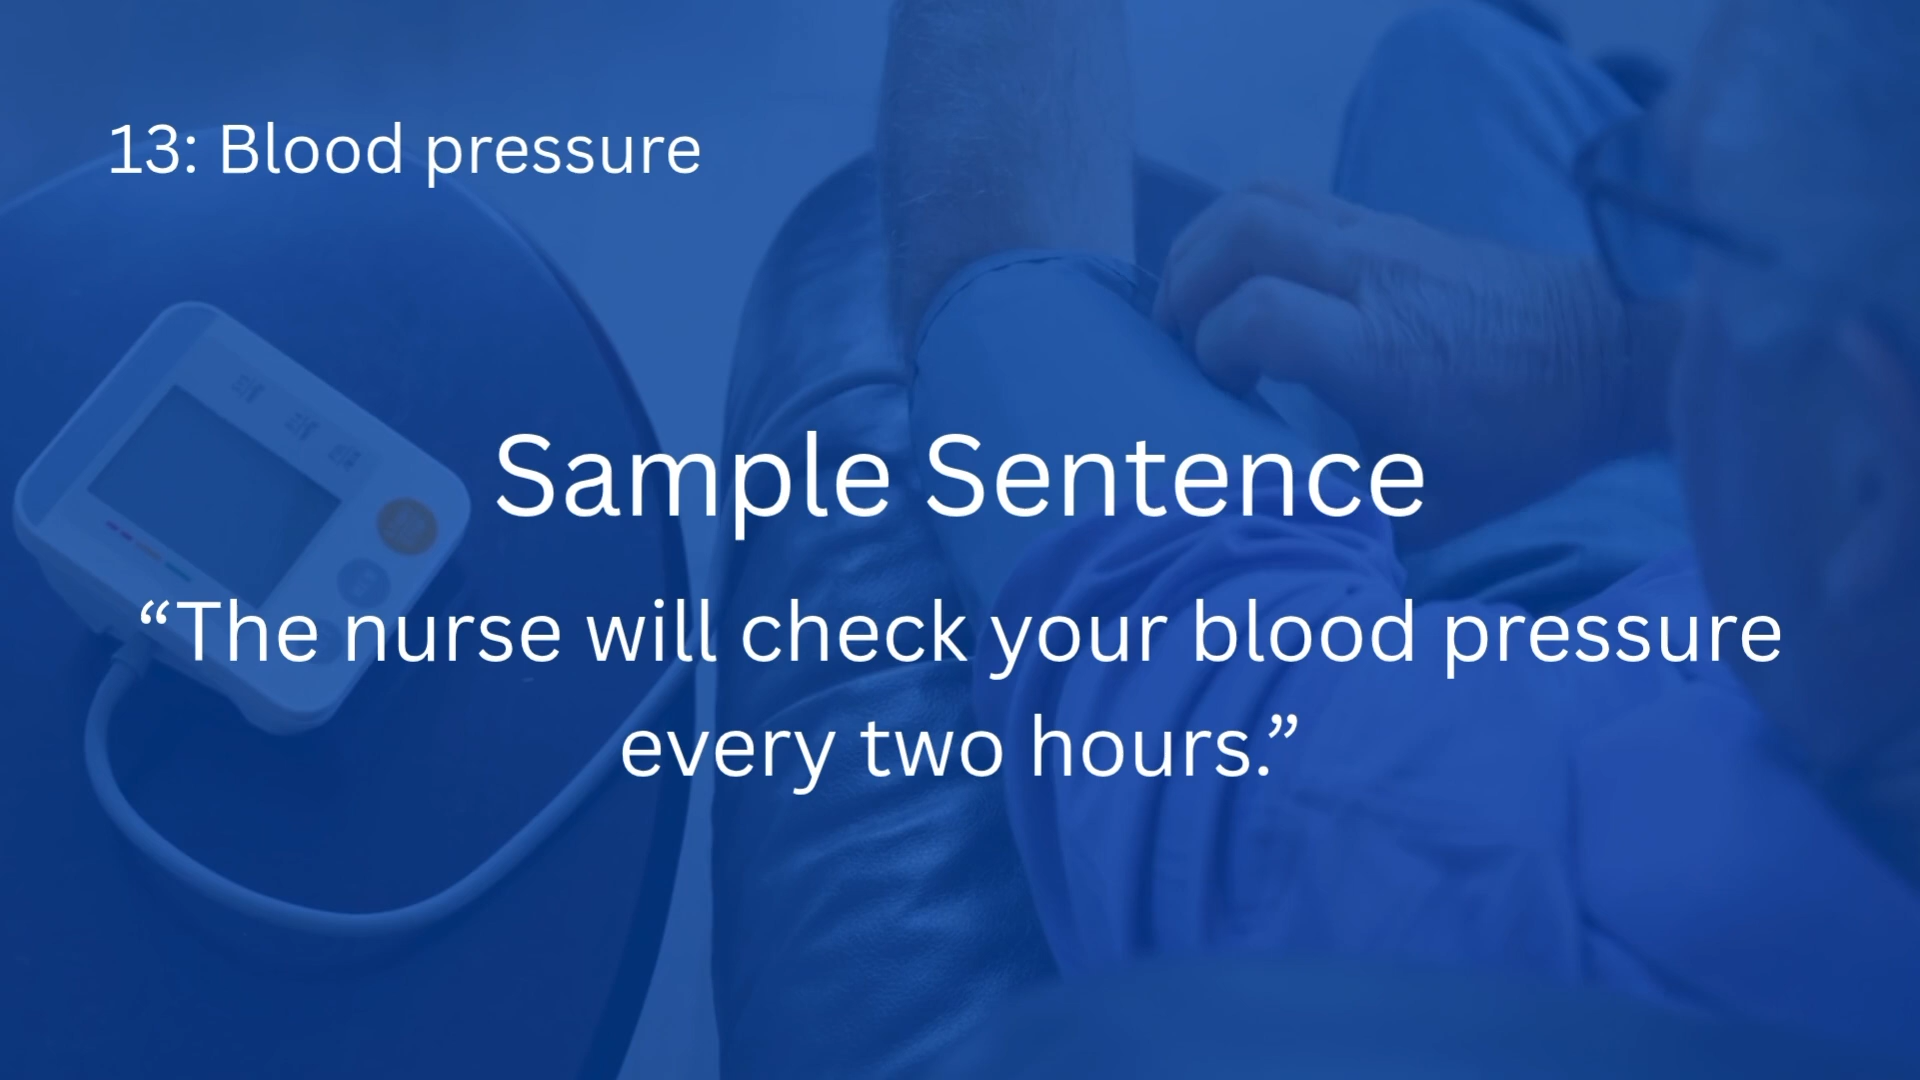 13: Blood pressure
Sample Sentence
“The nurse will check your blood pressure
every two hours.”